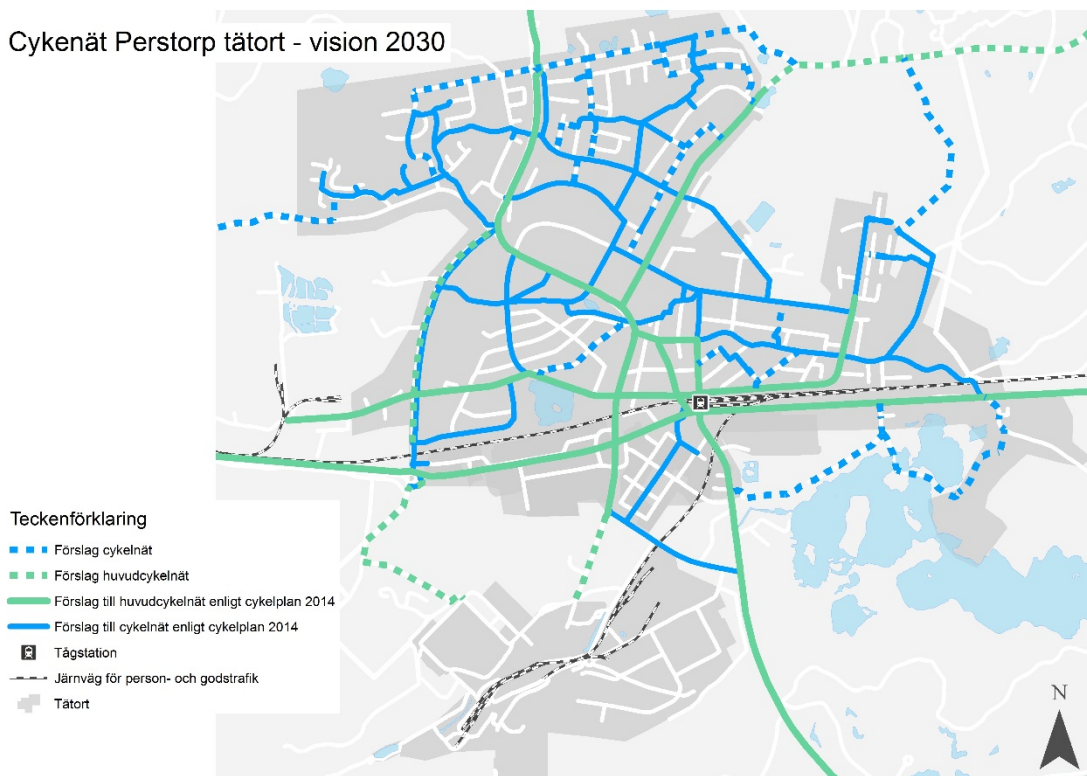 Cykenät Perstorp tätort - vision 2030
Teckenförklaring
Förslag cykelnät
Förslag huvudcykelnät
Förslag till huvudcykelnät enligt cykelplan 2014
Förslag till cykelnät enligt cykelplan 2014
Tågstation
Järnväg för person- och godstrafik
Tätort
N